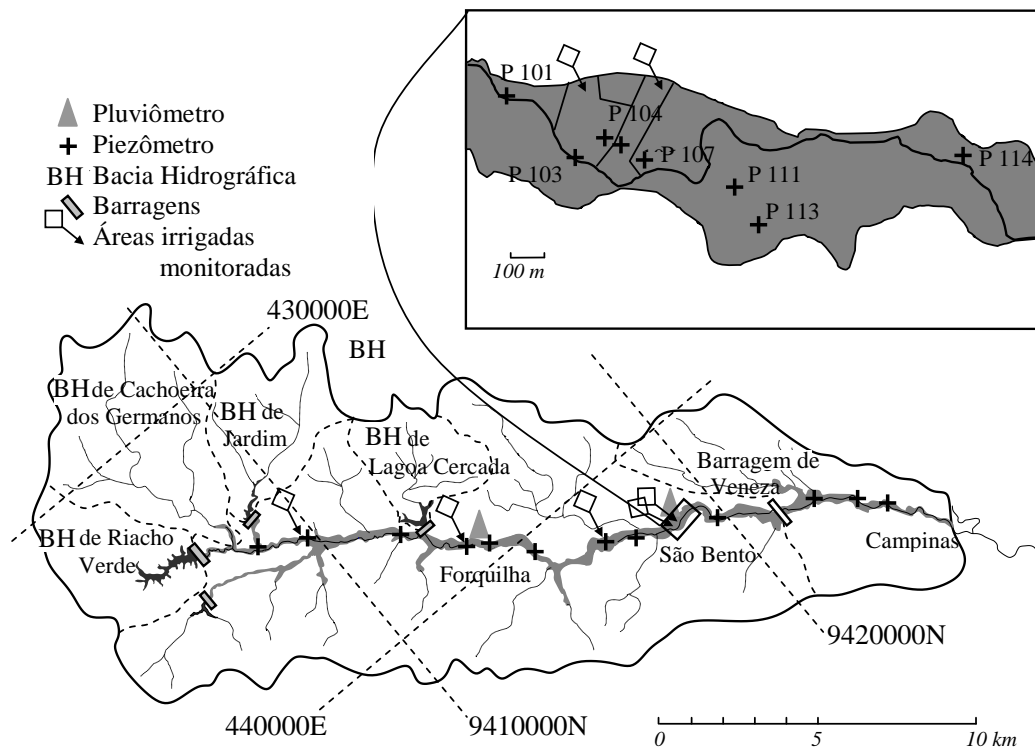 P 101
P 104
P 103
P 107
P 111
P 113
P 114
100 m
Pluviômetro
Piezômetro
BH Bacia Hidrográfica
Barragens
Áreas irrigadas
monitoradas
430000E
BH
BH de Cachoeira
dos Germanos
BH de
Jardim
BH de
Lagoa Cercada
Barragem de
Veneza
BH de Riacho
Verde
Forquilha
São Bento
Campinas
9420000N
440000E
9410000N
0 5 10 km